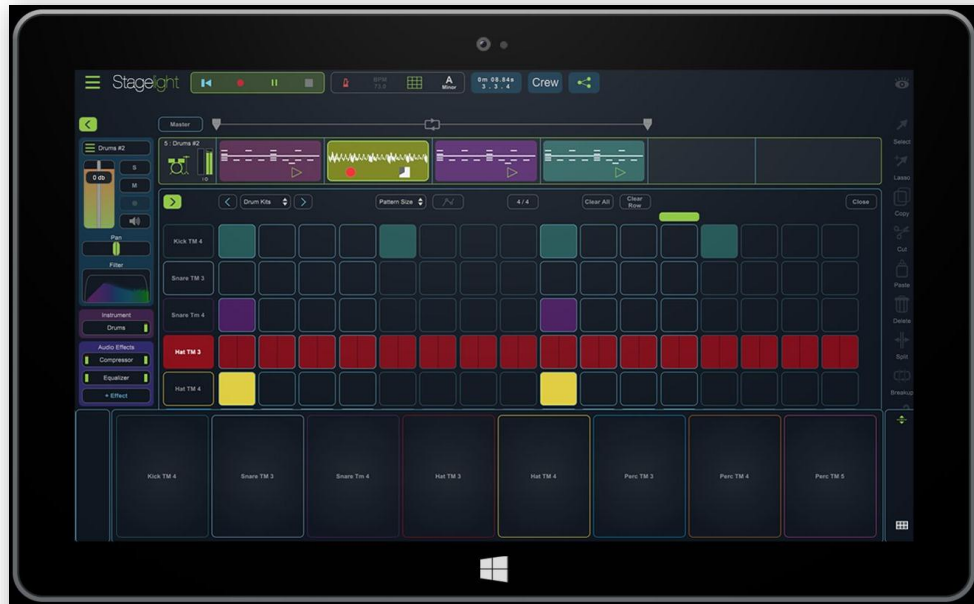 Stagelight
BPM
A
Minor
0m 08.84s
3 . 3 . 4
Crew
Master
Select
Drums #2
5 : Drums #2
S
M
0 db
Lasso
Drum Kits
Pattern Size
4/4
Clear All
Clear
Row
Close
Copy
Pan
Kick TM 4
Cut
Filter
Snare TM 3
Paste
Instrument
Drums
Snare Tm 4
Delete
Audio Effects
Compressor
Hat TM 3
Split
Equalizer
+ Effect
Hat TM 4
Breakup
Kick TM 4
Snare TM 3
Snare Tm 4
Hat TM 3
Hat TM 4
Perc TM 3
Perc TM 4
Perc TM 5